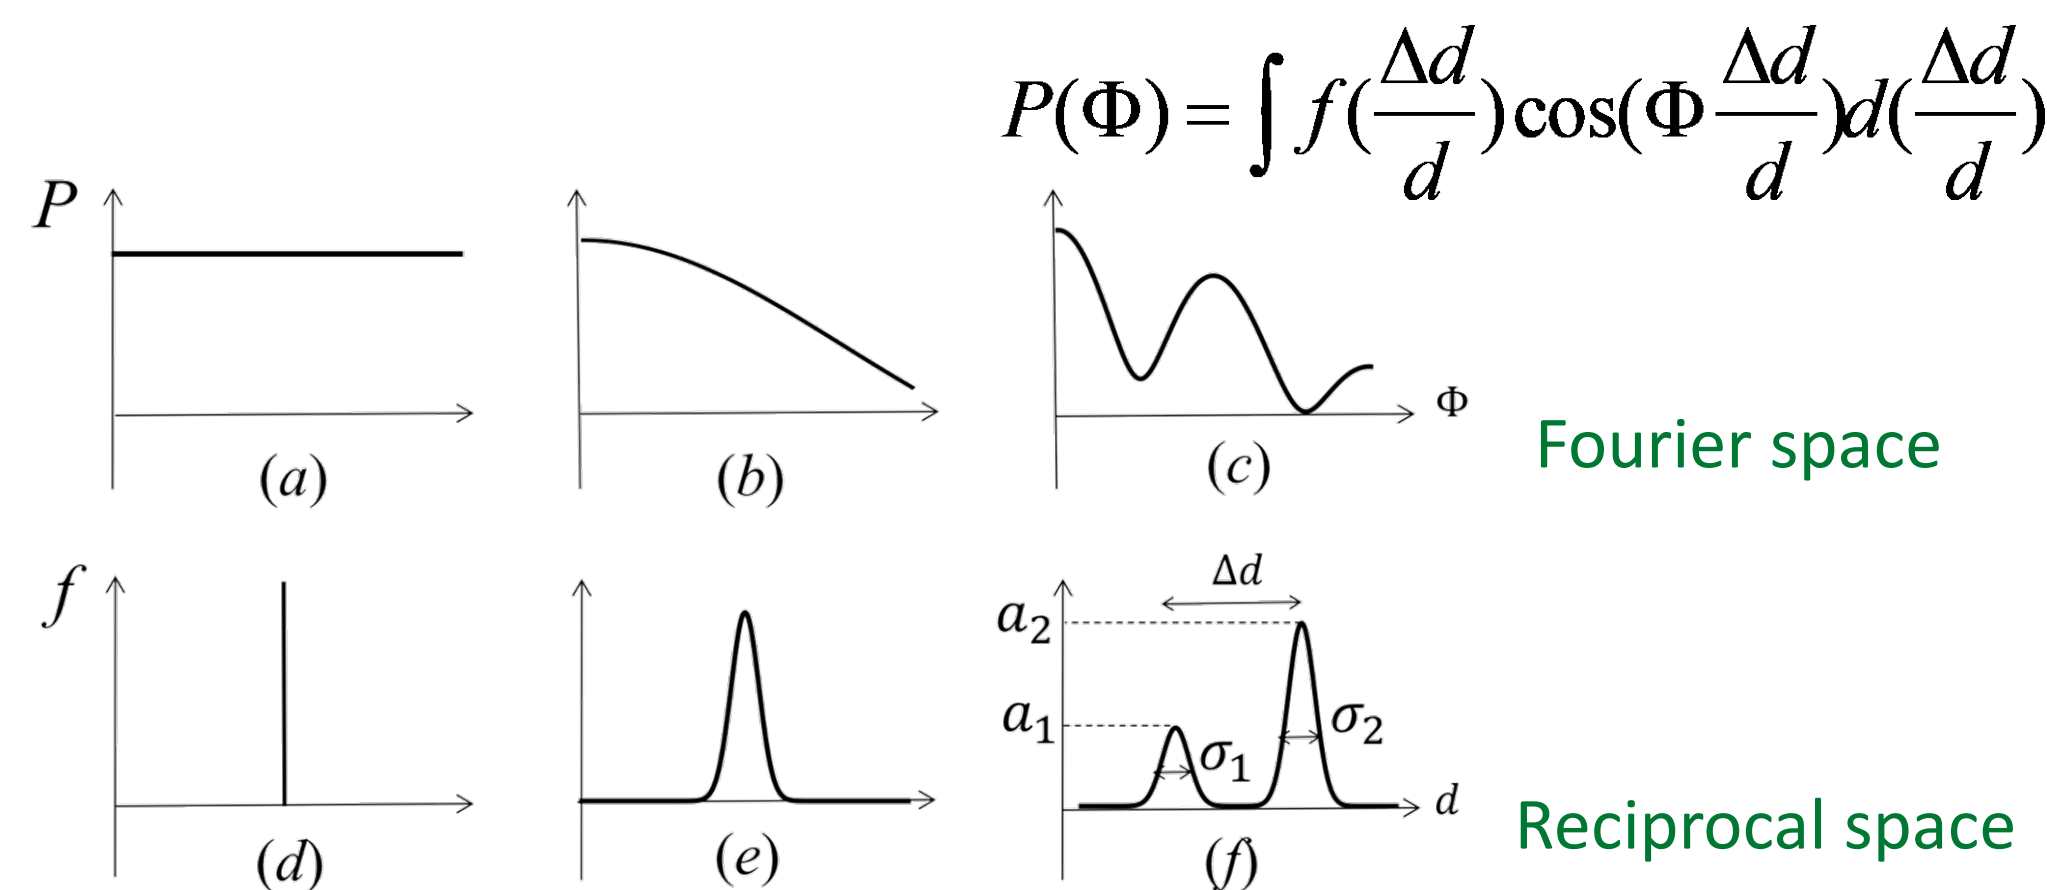 P(Φ) = ∫ f(Δd/d)cos(Φ Δd/d)d(Δd/d)
P
Φ
(a) (b) (c)
Fourier space
f
Δd
a₂
a₁
σ₁
σ₂
d
(d) (e) (f)
Reciprocal space